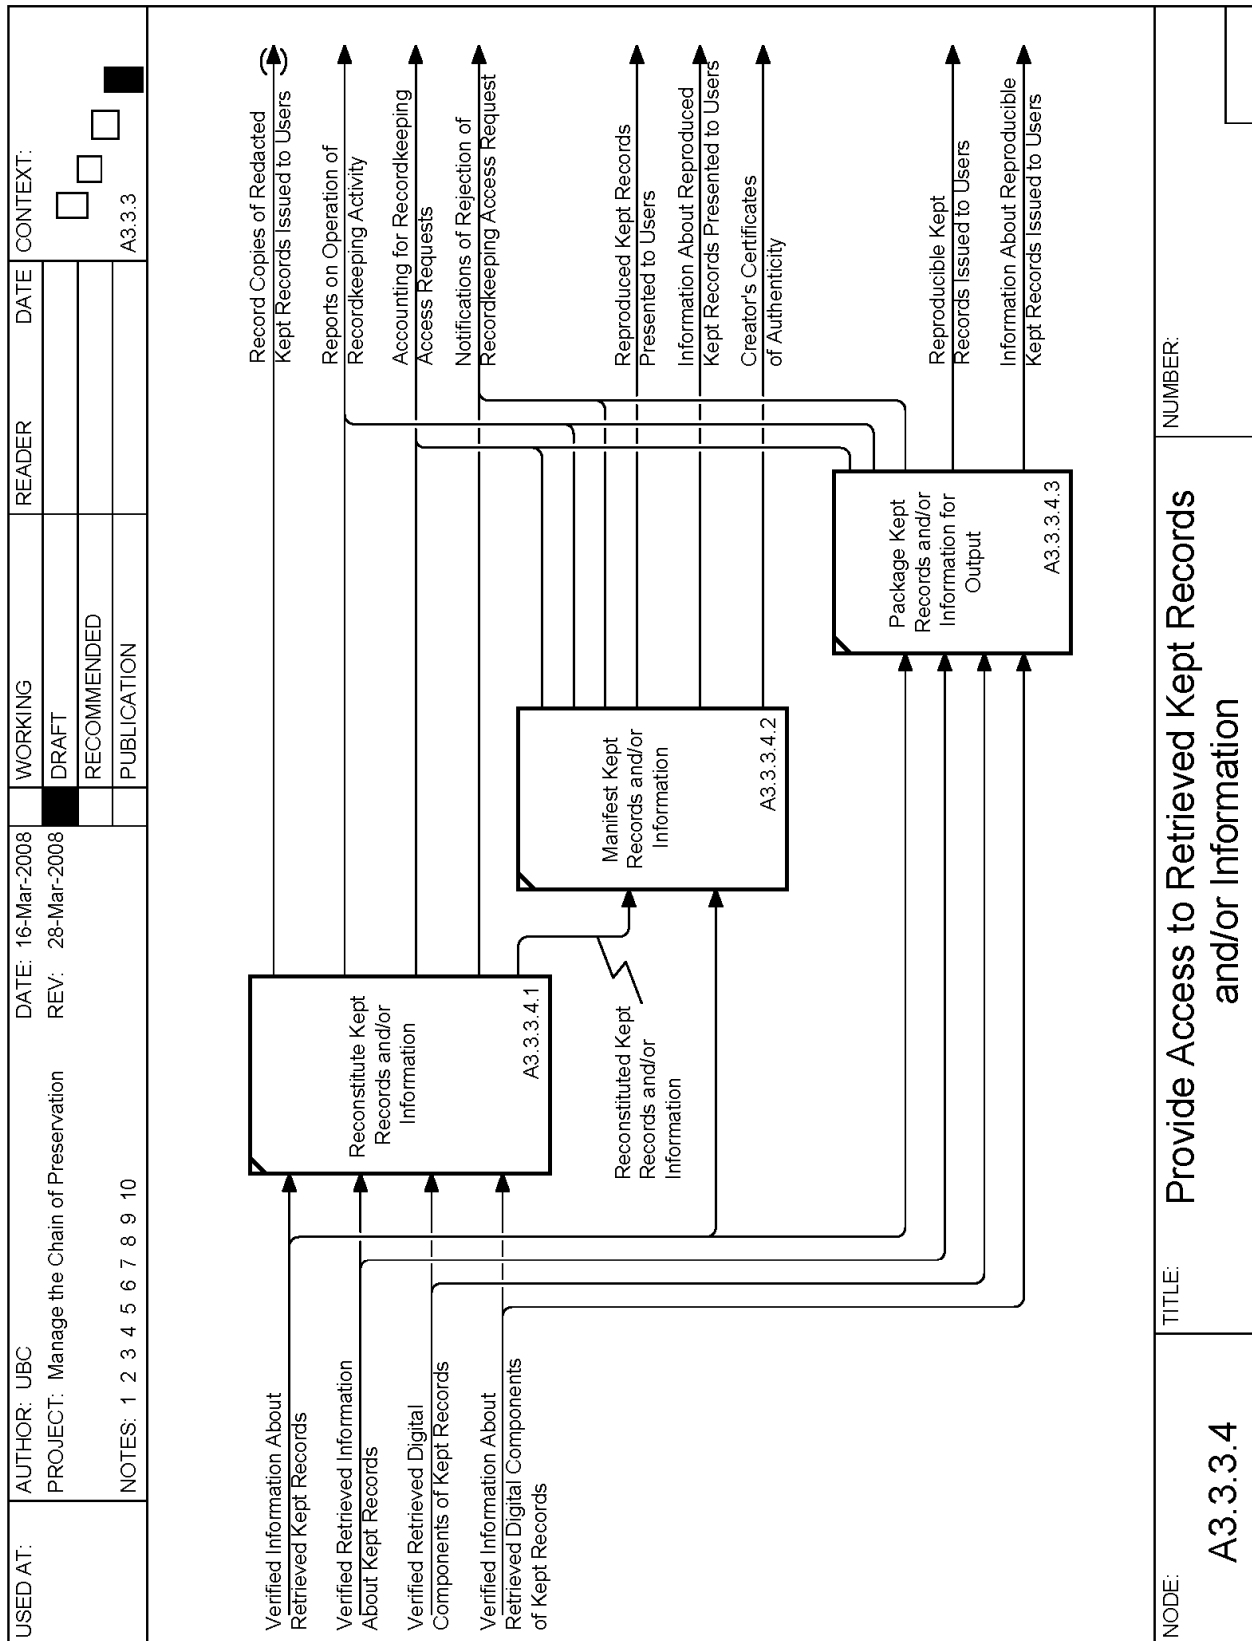 USED AT:
AUTHOR: UBC
PROJECT: Manage the Chain of Preservation
NOTES: 1 2 3 4 5 6 7 8 9 10
DATE: 16-Mar-2008
REV: 28-Mar-2008
WORKING
DRAFT
RECOMMENDED
PUBLICATION
READER
DATE
CONTEXT:
A3.3.3
Verified Information About
Retrieved Kept Records
Verified Retrieved Information
About Kept Records
Verified Retrieved Digital
Components of Kept Records
Verified Information About
Retrieved Digital Components
of Kept Records
Reconstitute Kept
Records and/or
Information
A3.3.3.4.1
Reconstituted Kept
Records and/or
Information
Manifest Kept
Records and/or
Information
A3.3.3.4.2
Package Kept
Records and/or
Information for
Output
A3.3.3.4.3
Record Copies of Redacted
Kept Records Issued to Users
Reports on Operation of
Recordkeeping Activity
Accounting for Recordkeeping
Access Requests
Notifications of Rejection of
Recordkeeping Access Request
Reproduced Kept Records
Presented to Users
Information About Reproduced
Kept Records Presented to Users
Creator's Certificates
of Authenticity
Reproducible Kept
Records Issued to Users
Information About Reproducible
Kept Records Issued to Users
NODE:
A3.3.3.4
TITLE:
Provide Access to Retrieved Kept Records
and/or Information
NUMBER: